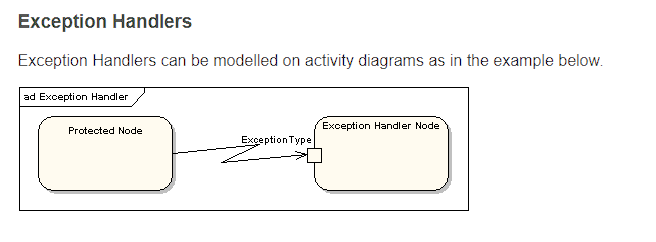 Exception Handlers
Exception Handlers can be modelled on activity diagrams as in the example below.
ad Exception Handler
Protected Node
ExceptionType
Exception Handler Node